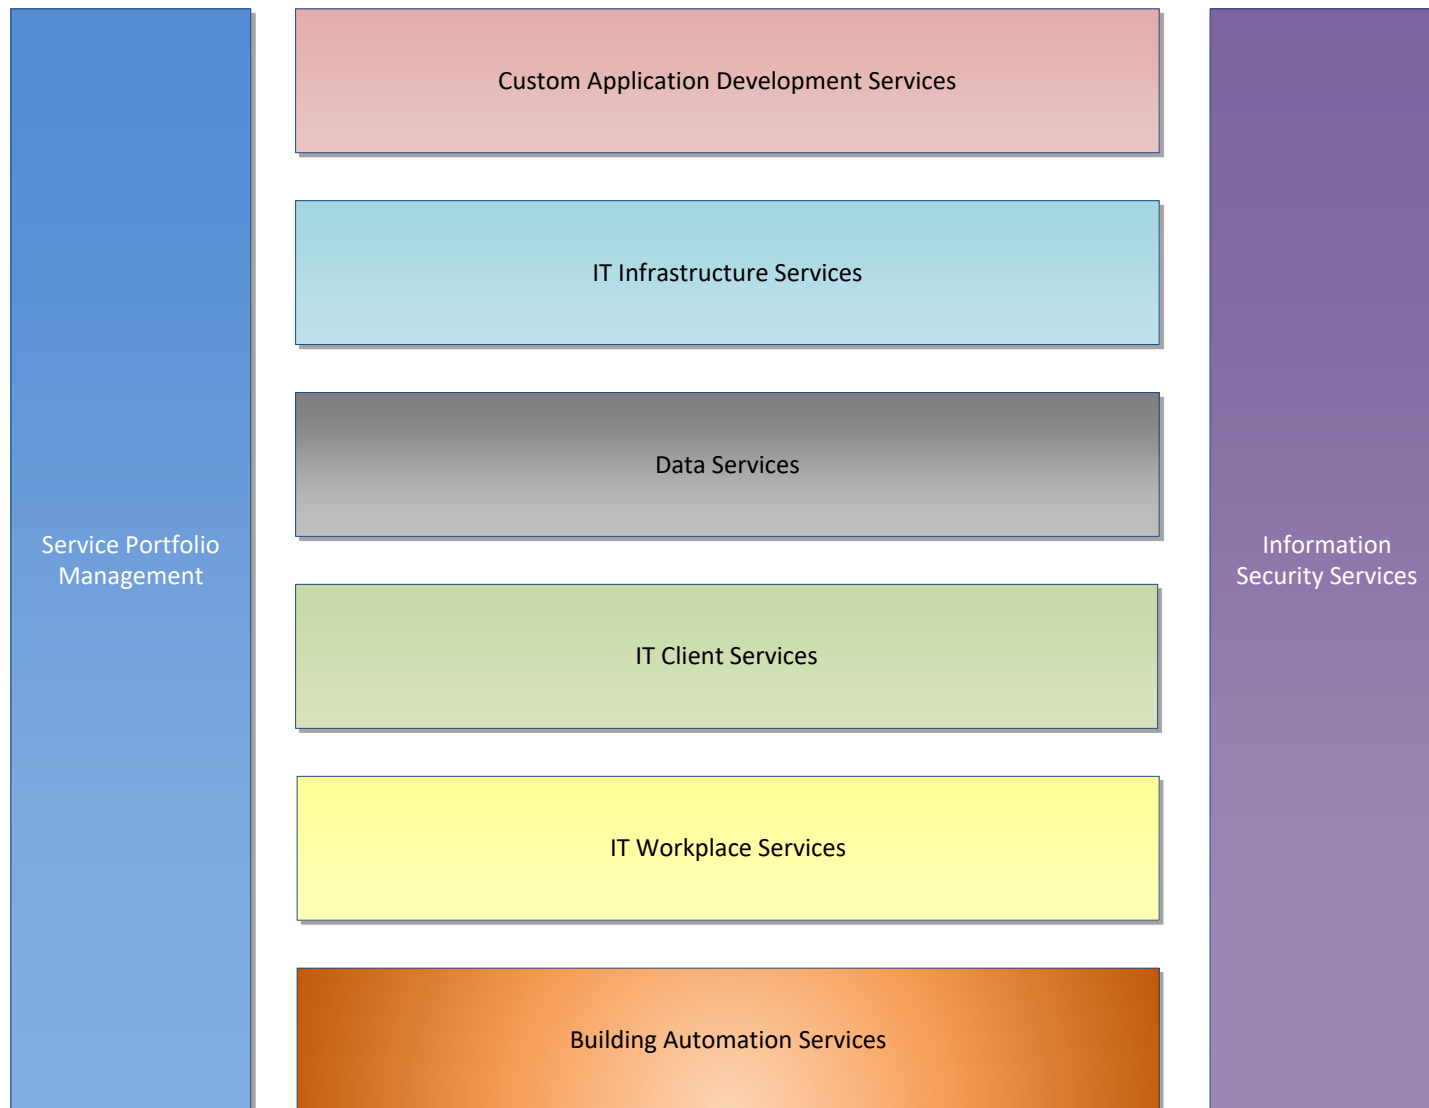 Custom Application Development Services
IT Infrastructure Services
Data Services
Service Portfolio
Management
Information
Security Services
IT Client Services
IT Workplace Services
Building Automation Services